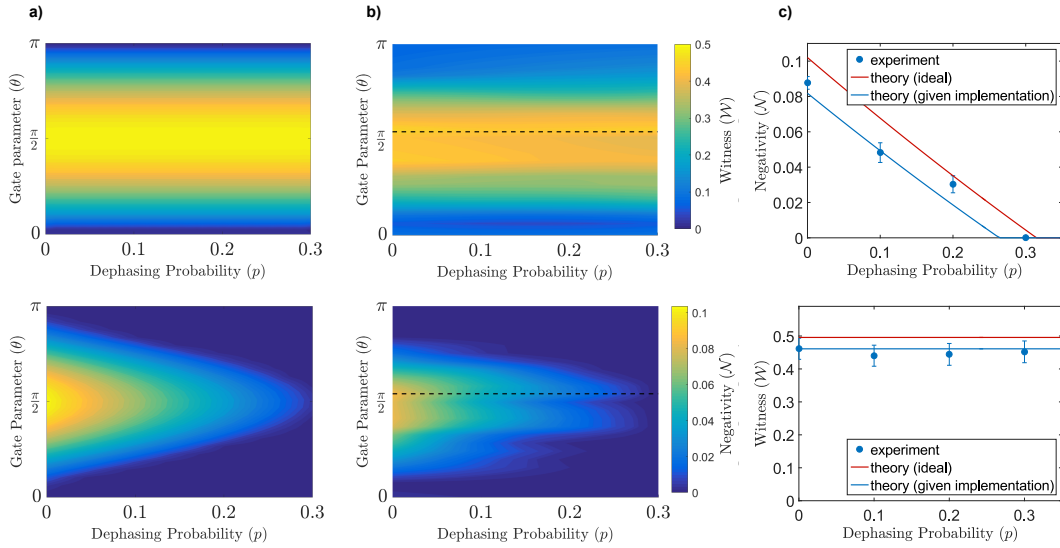 a)
π
Gate parameter (θ)
π/2
0
0.1
0.2
0.3
Dephasing Probability (p)
b)
π
Gate Parameter (θ)
π/2
0
0
0.1
0.2
0.3
Dephasing Probability (p)
0.5
0.4
0.3
0.2
0.1
0
Witness (𝒲)
c)
0.1
0.08
0.06
0.04
0.02
0
Negativity (𝒩)
experiment
theory (ideal)
theory (given implementation)
0
0.1
0.2
0.3
Dephasing Probability (p)
π
Gate Parameter (θ)
π/2
0
0
0.1
0.2
0.3
Dephasing Probability (p)
π
Gate Parameter (θ)
π/2
0
0
0.1
0.2
0.3
Dephasing Probability (p)
0.1
0.08
0.06
0.04
0.02
0
Negativity (𝒩)
0.5
0.4
0.3
0.2
0.1
0
Witness (𝒲)
experiment
theory (ideal)
theory (given implementation)
0
0.1
0.2
0.3
Dephasing Probability (p)